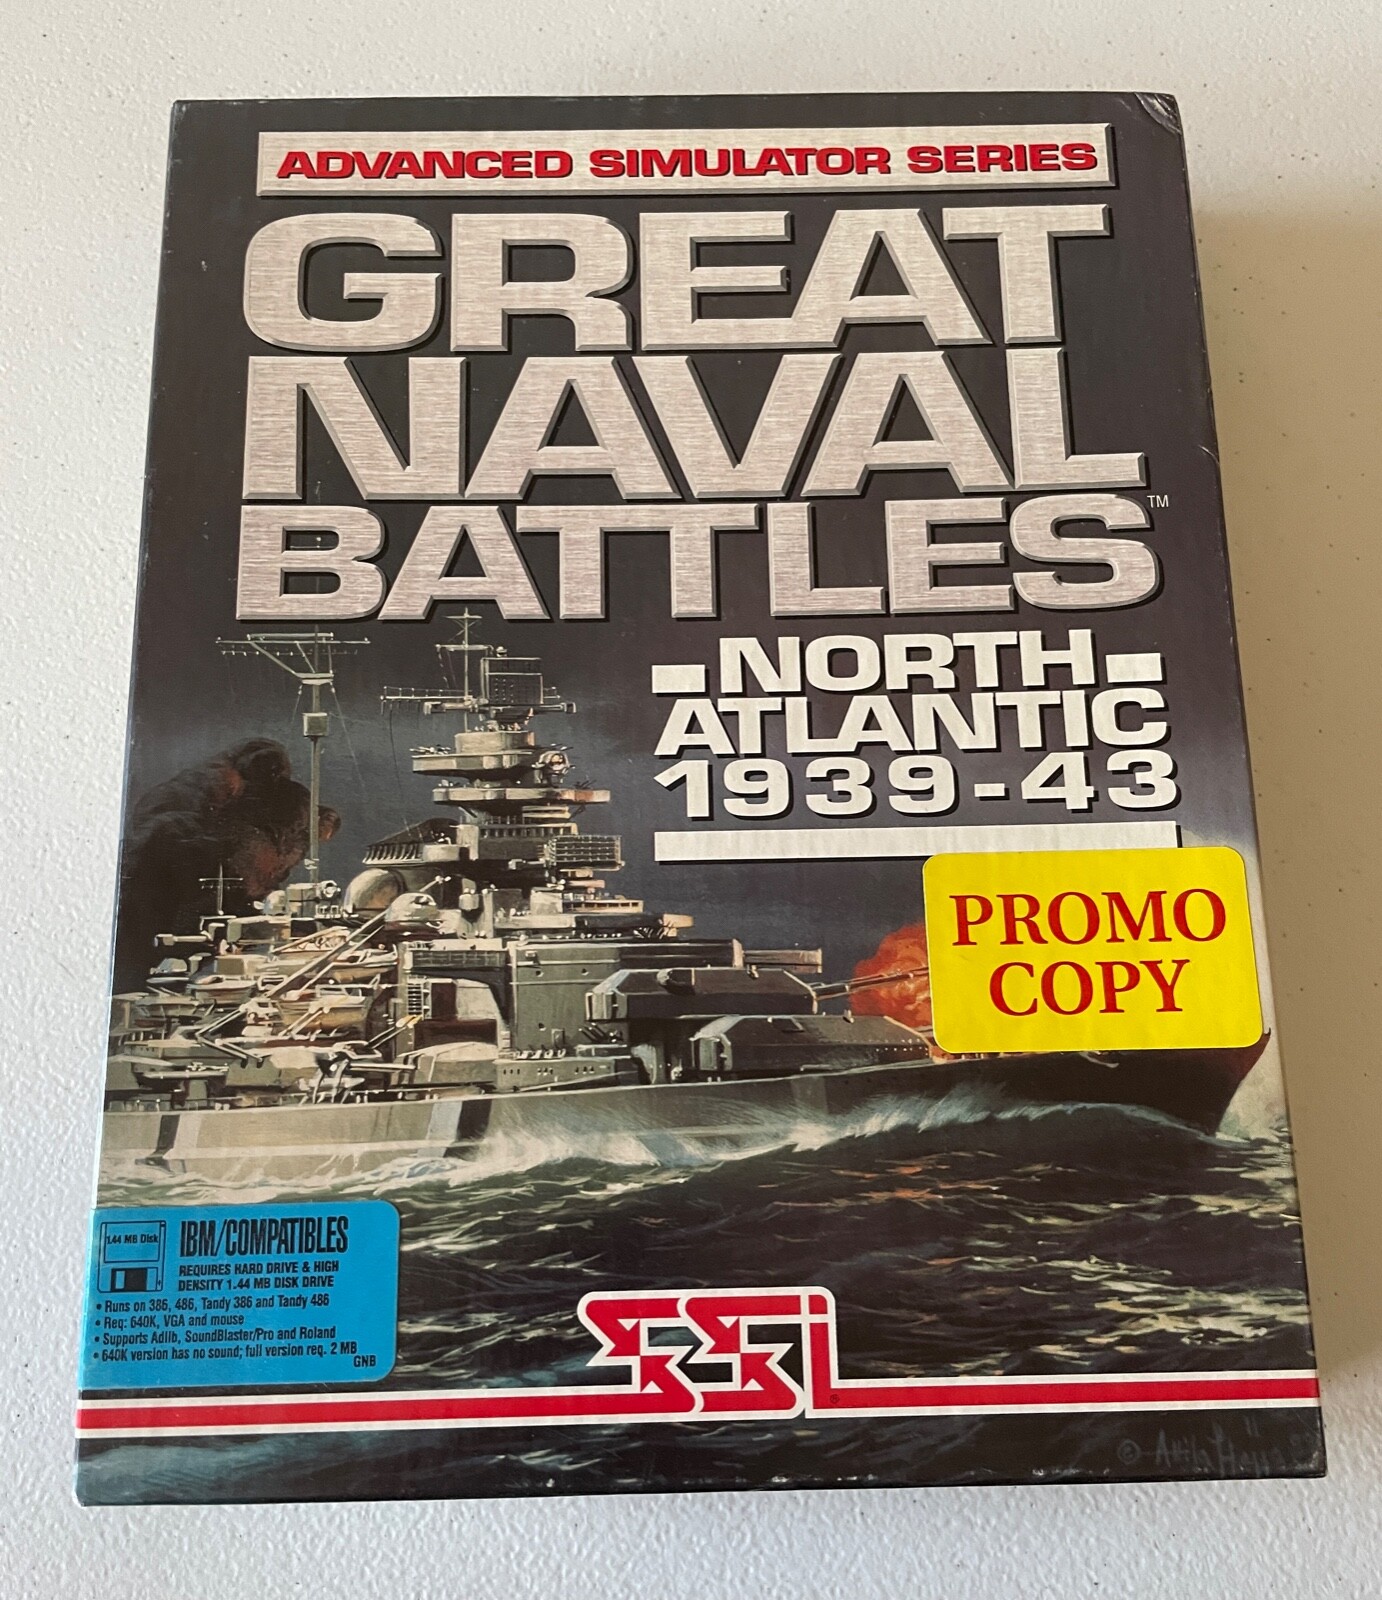 ADVANCED SIMULATOR SERIES
GREAT
NAVAL
BATTLES™
NORTH
ATLANTIC
1939-43
PROMO
COPY
1.44 MB Disk
IBM/COMPATIBLES
REQUIRES HARD DRIVE & HIGH
DENSITY 1.44 MB DISK DRIVE
• Runs on 386, 486, Tandy 386 and Tandy 486
• Req: 640K, VGA and mouse
• Supports Adlib, SoundBlaster/Pro and Roland
• 640K version has no sound; full version req. 2 MB
GNB
SSi®
©